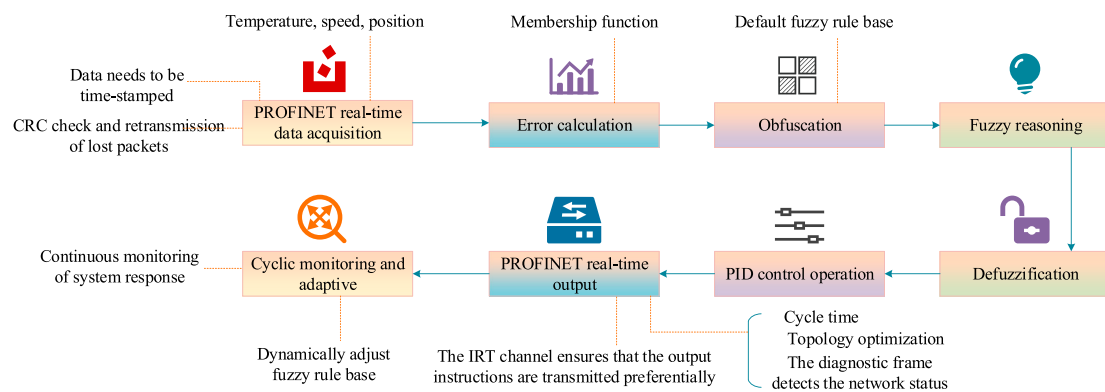 Temperature, speed, position
Membership function
Default fuzzy rule base
Data needs to be
time-stamped
CRC check and retransmission
of lost packets
PROFINET real-time
data acquisition
Error calculation
Obfuscation
Fuzzy reasoning
Continuous monitoring
of system response
Cyclic monitoring and
adaptive
PROFINET real-time
output
PID control operation
Defuzzification
Dynamically adjust
fuzzy rule base
The IRT channel ensures that the output
instructions are transmitted preferentially
Cycle time
Topology optimization
The diagnostic frame
detects the network status